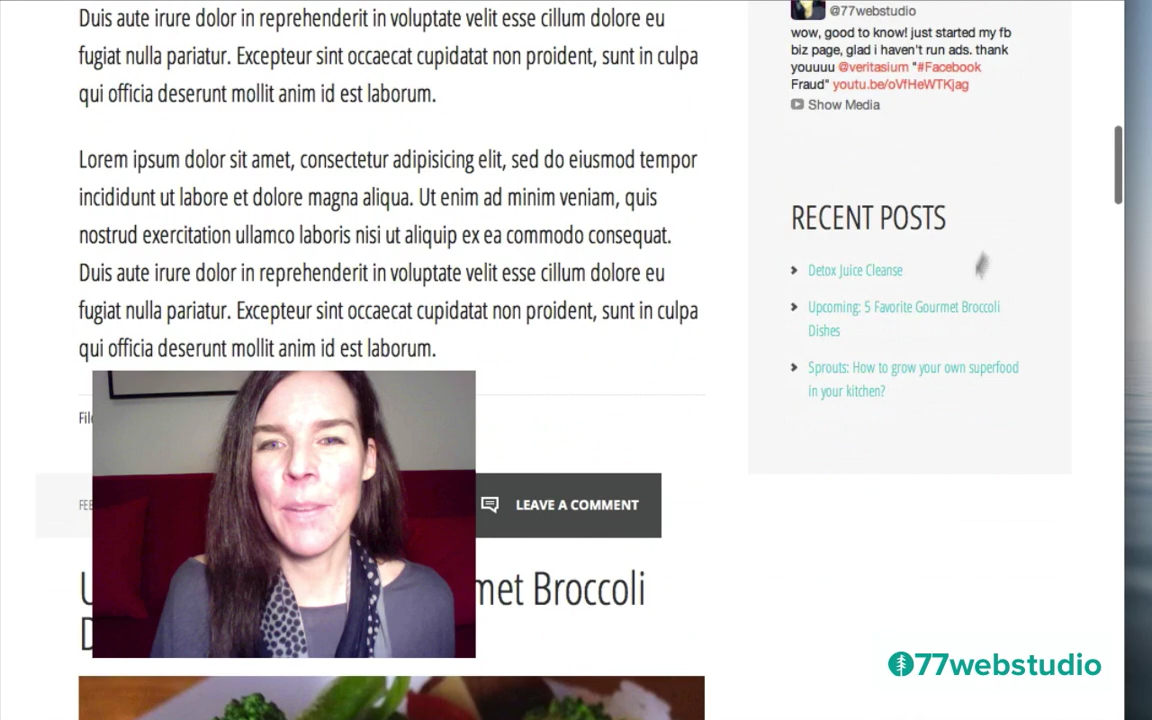 Duis aute irure dolor in reprehenderit in voluptate velit esse cillum dolore eu
fugiat nulla pariatur. Excepteur sint occaecat cupidatat non proident, sunt in culpa
qui officia deserunt mollit anim id est laborum.
Lorem ipsum dolor sit amet, consectetur adipisicing elit, sed do eiusmod tempor
incididunt ut labore et dolore magna aliqua. Ut enim ad minim veniam, quis
nostrud exercitation ullamco laboris nisi ut aliquip ex ea commodo consequat.
Duis aute irure dolor in reprehenderit in voluptate velit esse cillum dolore eu
fugiat nulla pariatur. Excepteur sint occaecat cupidatat non proident, sunt in culpa
qui officia deserunt mollit anim id est laborum.
LEAVE A COMMENT
Broccoli
@77webstudio
wow, good to know! just started my fb
biz page, glad i haven't run ads. thank
youuuu @veritasium "#Facebook
Fraud" youtu.be/oVfHeWTKjag
Show Media
RECENT POSTS
Detox Juice Cleanse
Upcoming: 5 Favorite Gourmet Broccoli
Dishes
Sprouts: How to grow your own superfood
in your kitchen?
77webstudio